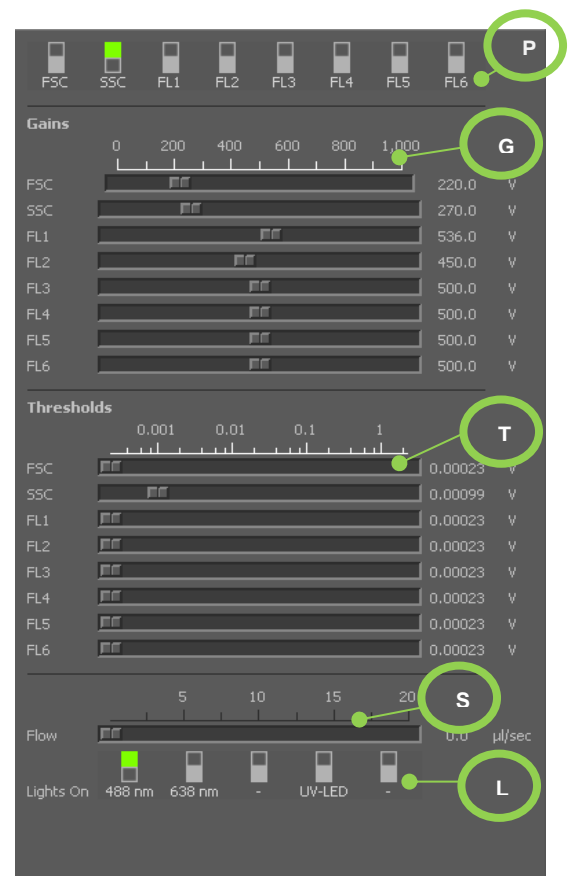 P
FSC SSC FL1 FL2 FL3 FL4 FL5 FL6
Gains
0 200 400 600 800 1,000
G
FSC 220.0 V
SSC 270.0 V
FL1 536.0 V
FL2 450.0 V
FL3 500.0 V
FL4 500.0 V
FL5 500.0 V
FL6 500.0 V
Thresholds
0.001 0.01 0.1 1
T
FSC 0.00023 V
SSC 0.00099 V
FL1 0.00023 V
FL2 0.00023 V
FL3 0.00023 V
FL4 0.00023 V
FL5 0.00023 V
FL6 0.00023 V
5 10 15 20
S
Flow 0.0 µl/sec
L
Lights On 488 nm 638 nm - UV-LED -